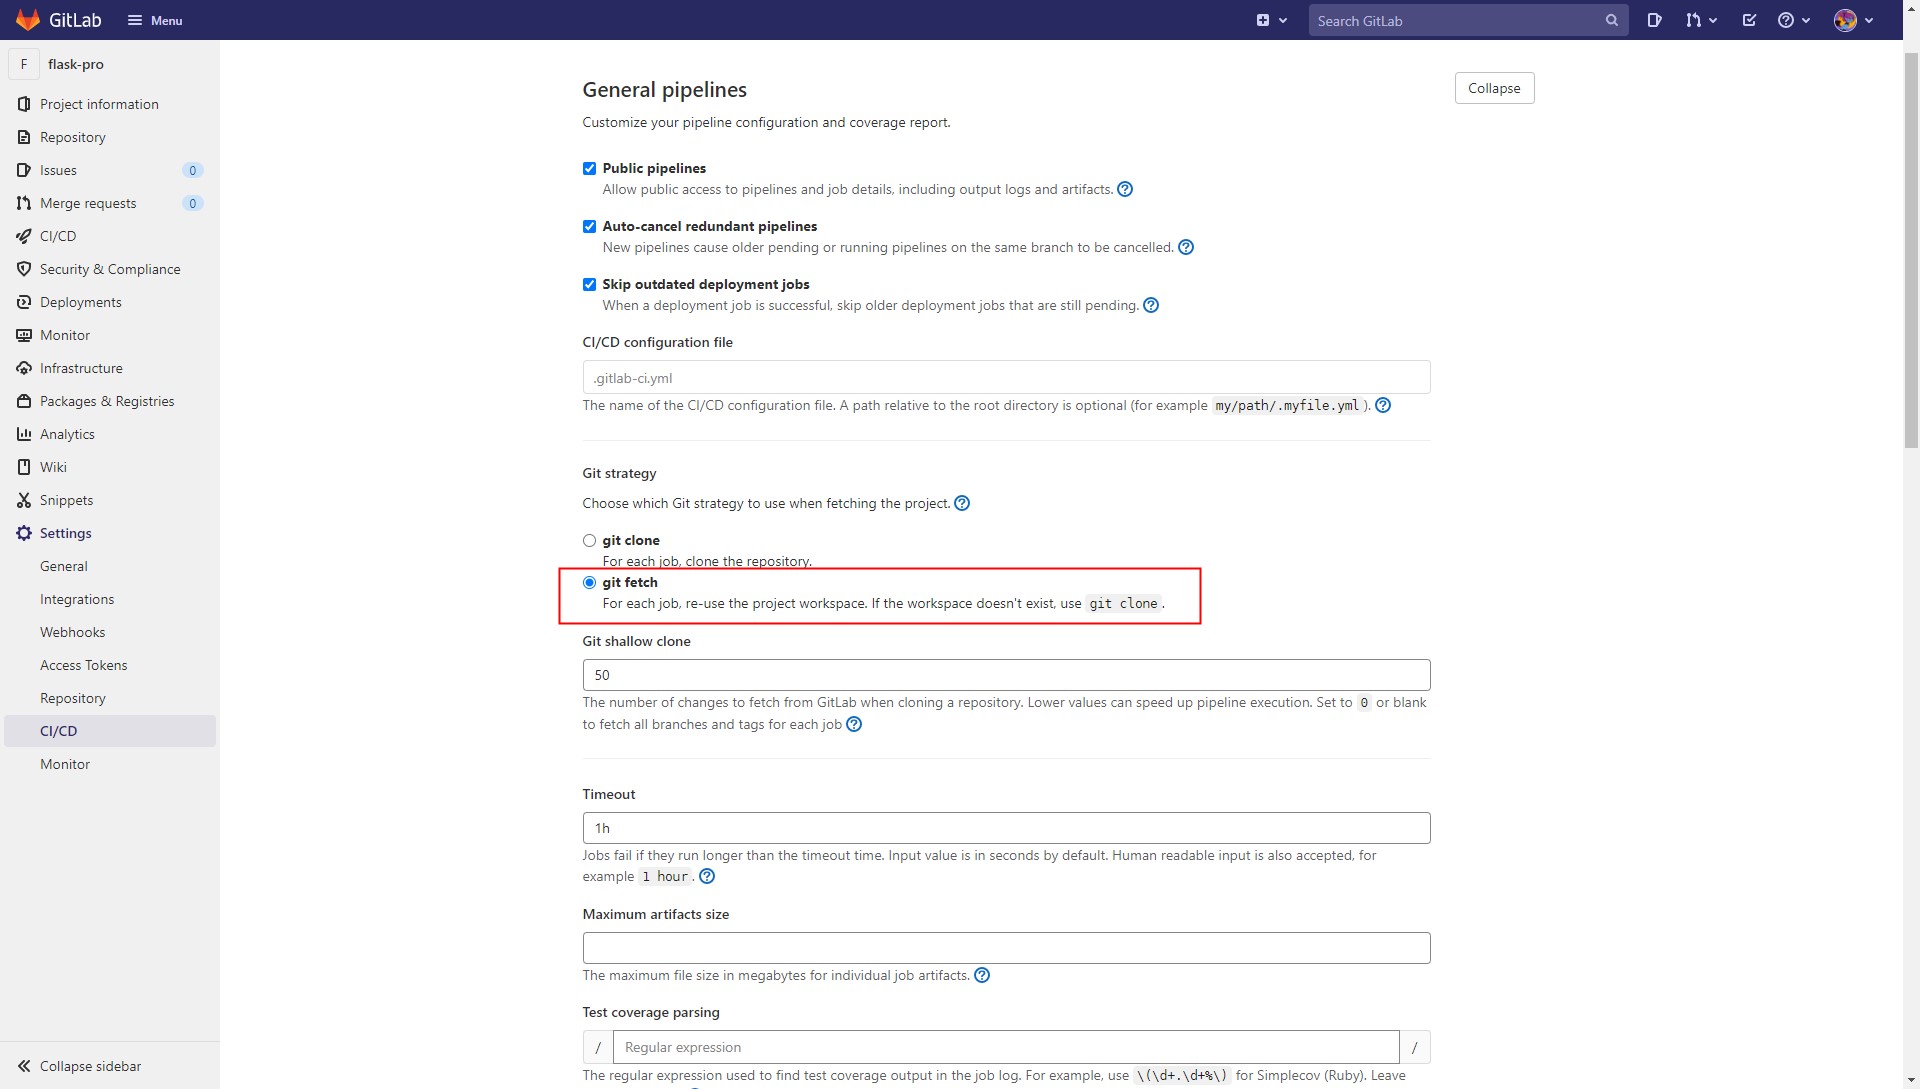 GitLab
Menu
Search GitLab
F
flask-pro
Project information
Repository
Issues 0
Merge requests 0
CI/CD
Security & Compliance
Deployments
Monitor
Infrastructure
Packages & Registries
Analytics
Wiki
Snippets
Settings
General
Integrations
Webhooks
Access Tokens
Repository
CI/CD
Monitor
Collapse sidebar
General pipelines
Collapse
Customize your pipeline configuration and coverage report.
Public pipelines
Allow public access to pipelines and job details, including output logs and artifacts.
Auto-cancel redundant pipelines
New pipelines cause older pending or running pipelines on the same branch to be cancelled.
Skip outdated deployment jobs
When a deployment job is successful, skip older deployment jobs that are still pending.
CI/CD configuration file
.gitlab-ci.yml
The name of the CI/CD configuration file. A path relative to the root directory is optional (for example my/path/.myfile.yml ).
Git strategy
Choose which Git strategy to use when fetching the project.
git clone
For each job, clone the repository.
git fetch
For each job, re-use the project workspace. If the workspace doesn't exist, use git clone .
Git shallow clone
50
The number of changes to fetch from GitLab when cloning a repository. Lower values can speed up pipeline execution. Set to 0 or blank
to fetch all branches and tags for each job
Timeout
1h
Jobs fail if they run longer than the timeout time. Input value is in seconds by default. Human readable input is also accepted, for
example 1 hour .
Maximum artifacts size
The maximum file size in megabytes for individual job artifacts.
Test coverage parsing
/ Regular expression /
The regular expression used to find test coverage output in the job log. For example, use \(\d+.\d+%\) for Simplecov (Ruby). Leave